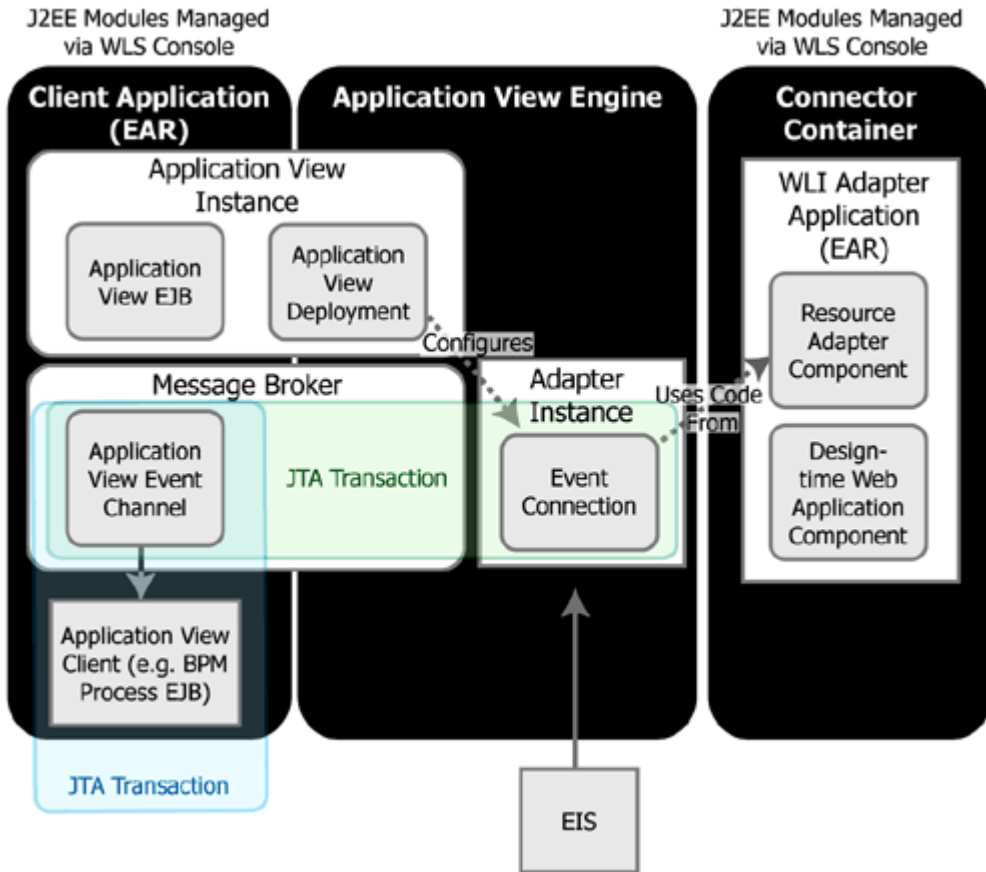 J2EE Modules Managed
via WLS Console
J2EE Modules Managed
via WLS Console
Client Application
(EAR)
Application View Engine
Connector
Container
Application View
Instance
Application
View EJB
Application
View
Deployment
Configures
WLI Adapter
Application
(EAR)
Resource
Adapter
Component
Message Broker
Adapter
Instance
Uses Code
From
Application
View Event
Channel
JTA Transaction
Event
Connection
Design-
time Web
Application
Component
Application View
Client (e.g. BPM
Process EJB)
JTA Transaction
EIS